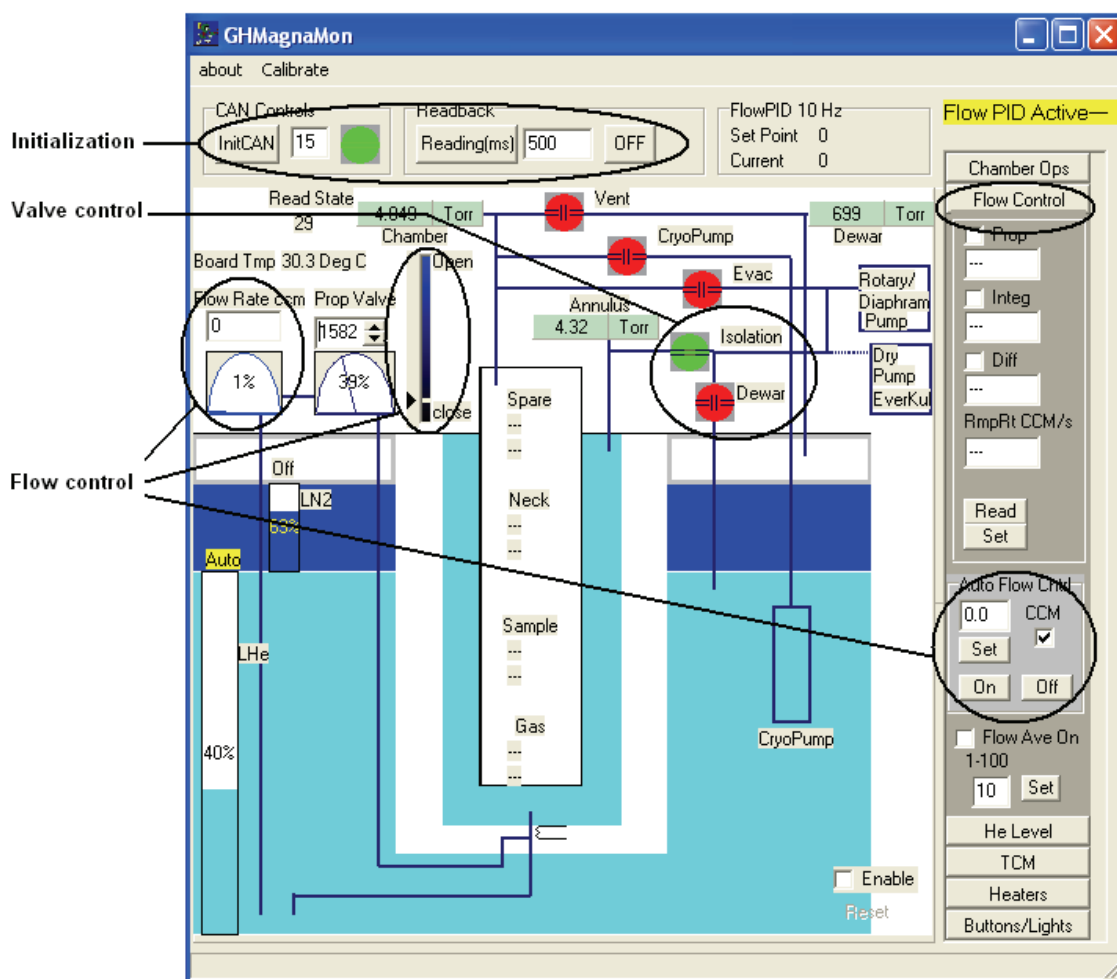 GHMagnaMon
about Calibrate
CAN Controls
InitCAN 15
Readback
Reading(ms) 500 OFF
FlowPID 10 Hz
Set Point 0
Current 0
Flow PID Active—
Initialization
Valve control
Flow control
Read State
29
4.049 Torr
Chamber
Vent
699 Torr
Dewar
CryoPump
Evac
Rotary/
Diaphram
Pump
Board Tmp 30.3 Deg C
Open
close
Flow Rate ccm
0
1%
Prop Valve
1582
39%
Annulus
4.32 Torr
Isolation
Dewar
Dry
Pump
EverKul
Spare
---
---
Neck
---
---
Sample
---
---
Gas
---
---
Off
LN2
63%
Auto
LHe
40%
CryoPump
Enable
Reset
Chamber Ops
Flow Control
Prop
---
Integ
---
Diff
---
RmpRt CCM/s
---
Read
Set
Auto Flow Cntrl
0.0 CCM
Set
On Off
Flow Ave On
1-100
10 Set
He Level
TCM
Heaters
Buttons/Lights